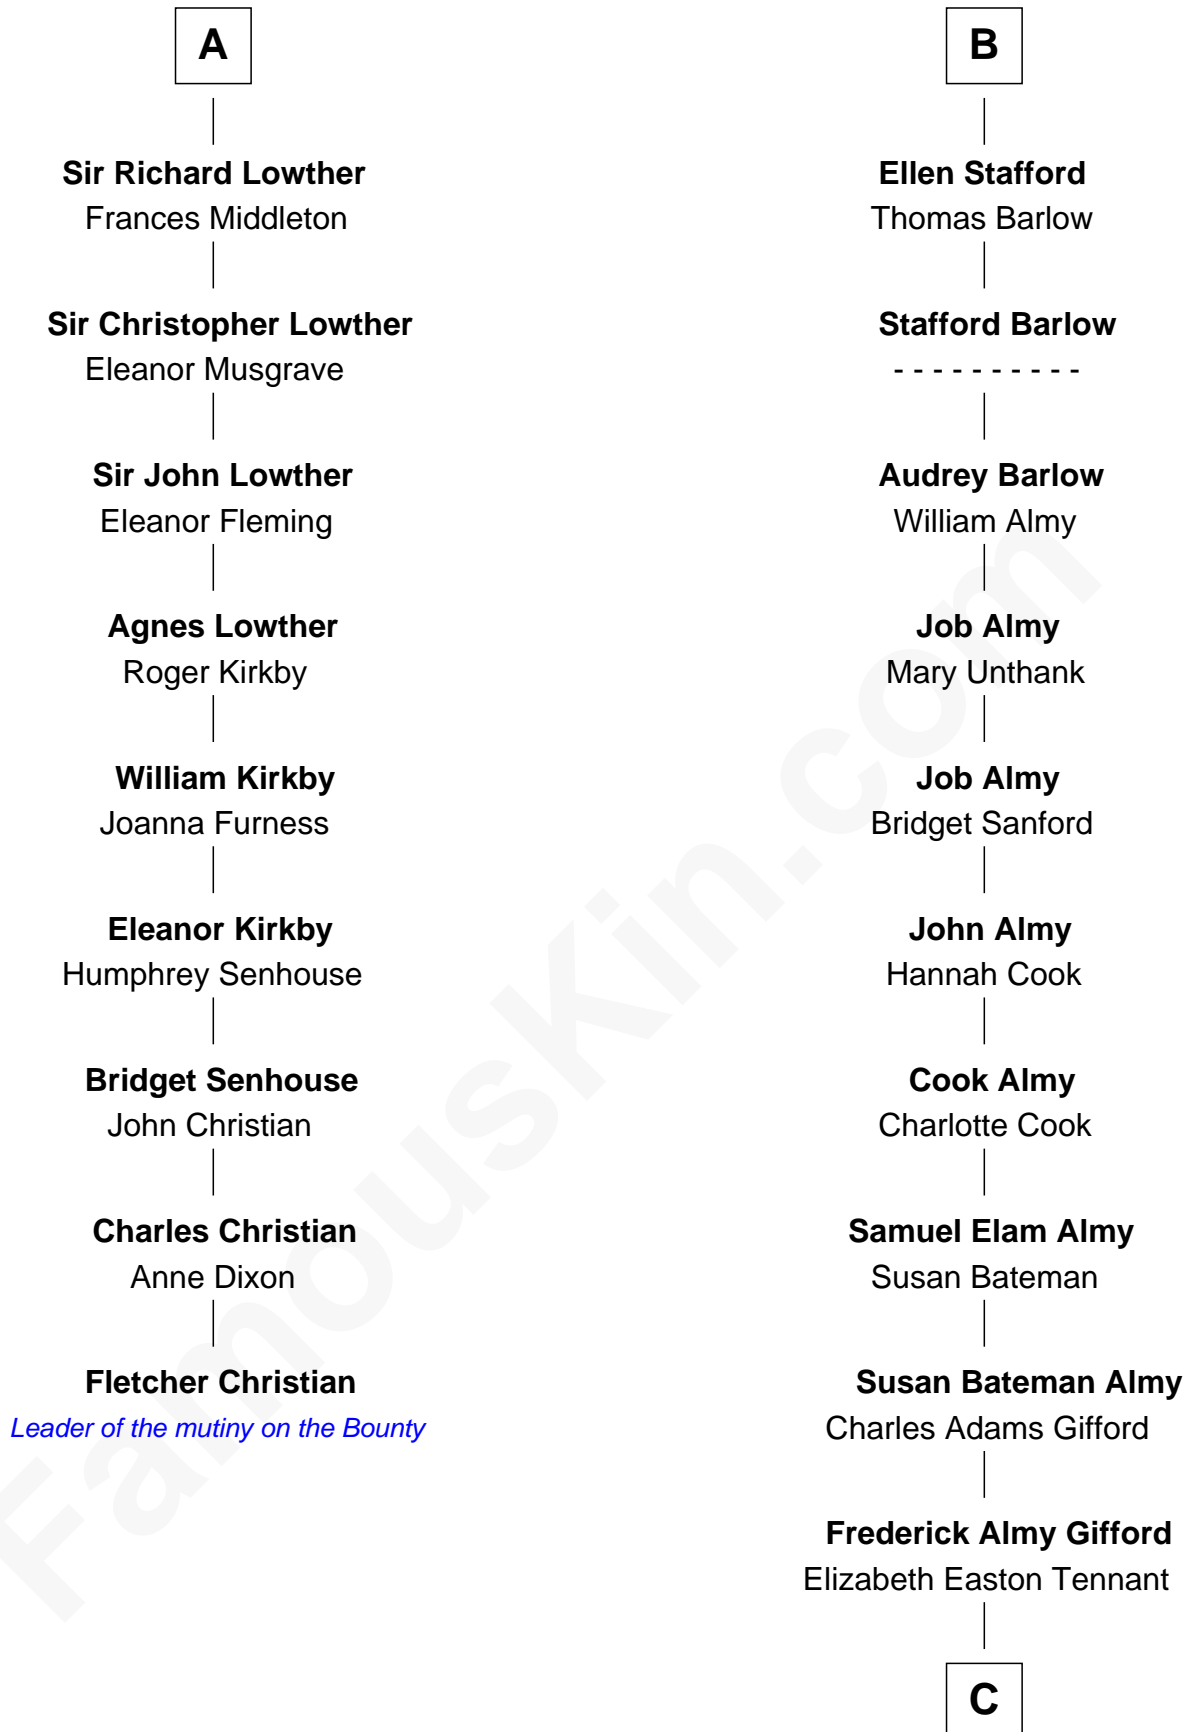 A
Sir Richard Lowther
Frances Middleton
Sir Christopher Lowther
Eleanor Musgrave
Sir John Lowther
Eleanor Fleming
Agnes Lowther
Roger Kirkby
William Kirkby
Joanna Furness
Eleanor Kirkby
Humphrey Senhouse
Bridget Senhouse
John Christian
Charles Christian
Anne Dixon
Fletcher Christian
Leader of the mutiny on the Bounty
B
Ellen Stafford
Thomas Barlow
Stafford Barlow
- - - - - - - - - -
Audrey Barlow
William Almy
Job Almy
Mary Unthank
Job Almy
Bridget Sanford
John Almy
Hannah Cook
Cook Almy
Charlotte Cook
Samuel Elam Almy
Susan Bateman
Susan Bateman Almy
Charles Adams Gifford
Frederick Almy Gifford
Elizabeth Easton Tennant
C
FamousKin.com